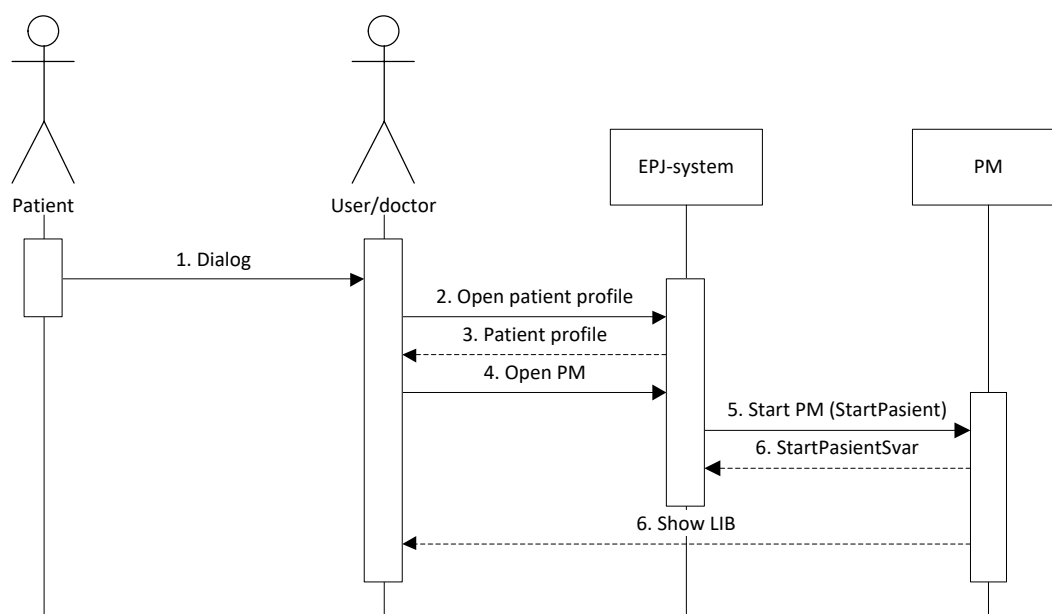 EPJ-system
PM
Patient
User/doctor
1. Dialog
2. Open patient profile
3. Patient profile
4. Open PM
5. Start PM (StartPasient)
6. StartPasientSvar
6. Show LIB